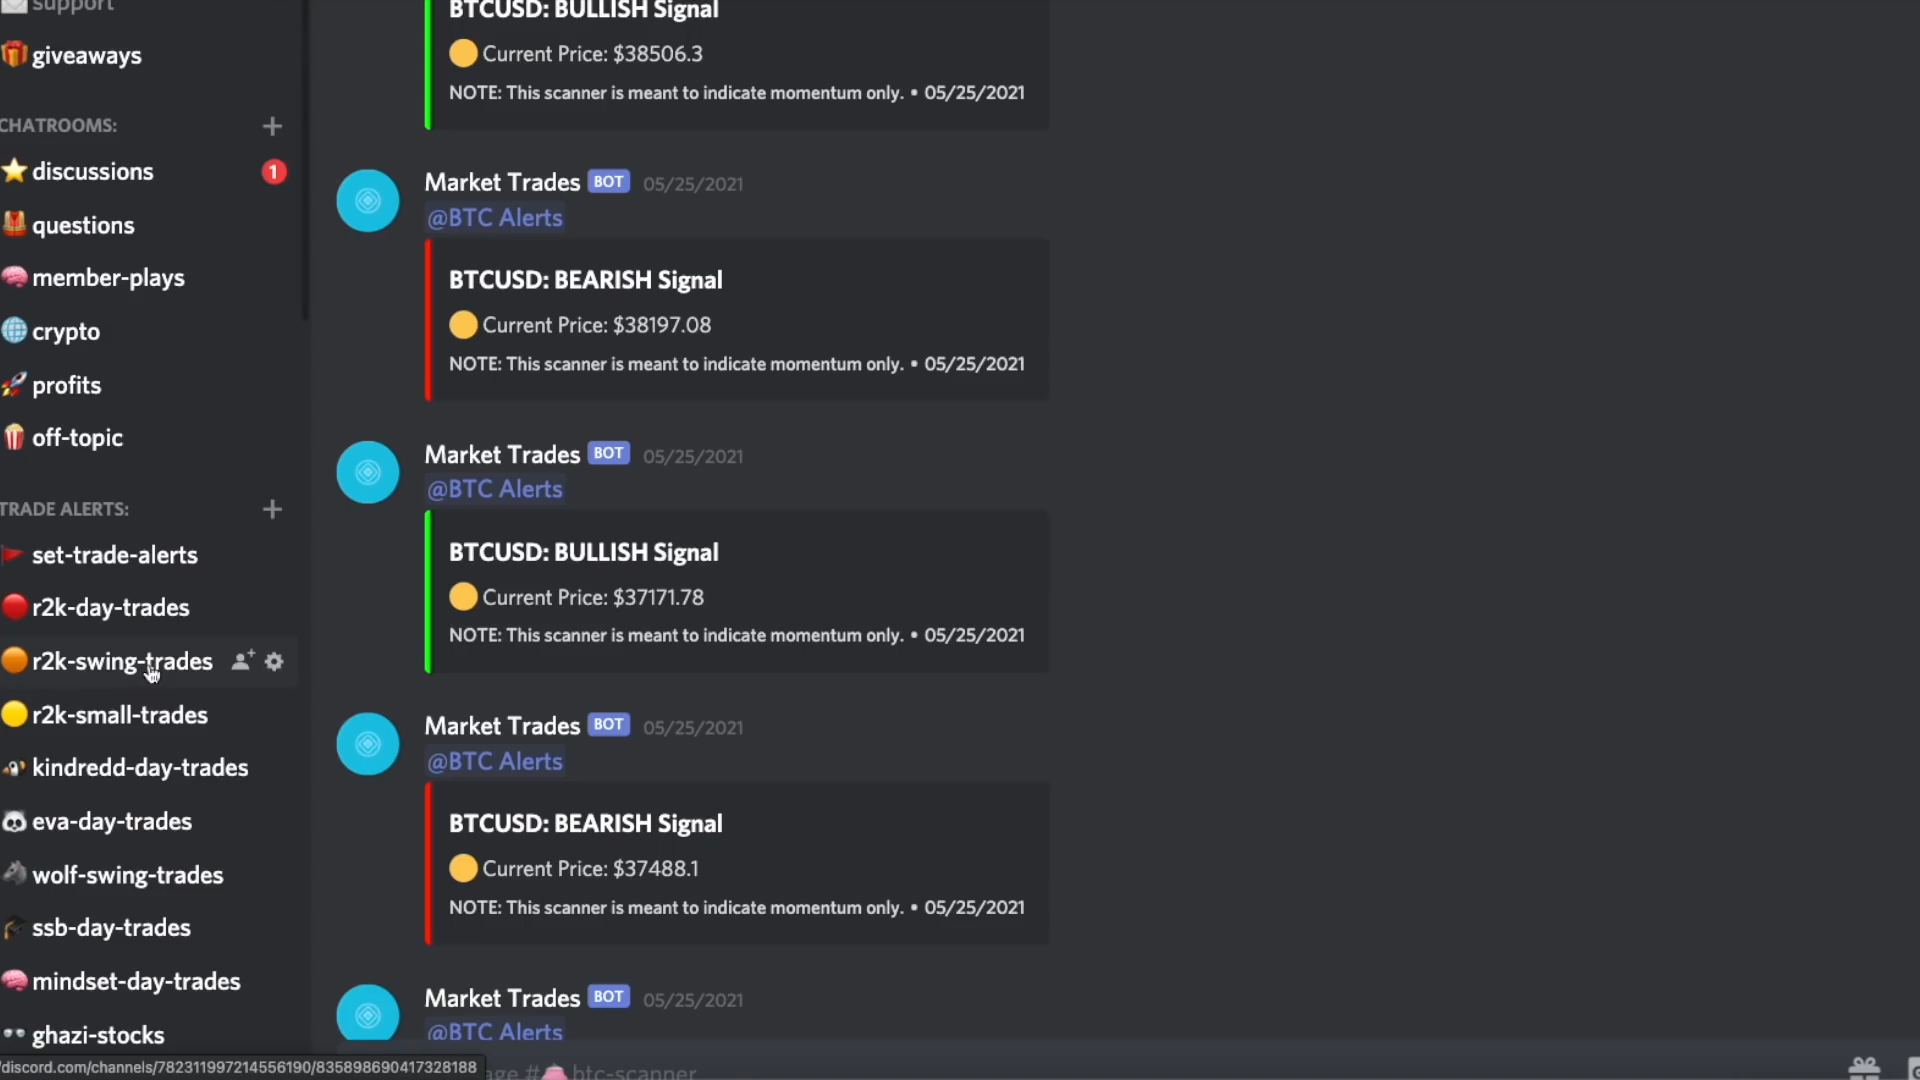 support
giveaways
CHATROOMS:
discussions
1
questions
member-plays
crypto
profits
off-topic
TRADE ALERTS:
set-trade-alerts
r2k-day-trades
r2k-swing-trades
r2k-small-trades
kindredd-day-trades
eva-day-trades
wolf-swing-trades
ssb-day-trades
mindset-day-trades
ghazi-stocks
/discord.com/channels/782311997214556190/835898690417328188
BTCUSD: BULLISH Signal
Current Price: $38506.3
NOTE: This scanner is meant to indicate momentum only. • 05/25/2021
Market Trades BOT 05/25/2021
@BTC Alerts
BTCUSD: BEARISH Signal
Current Price: $38197.08
NOTE: This scanner is meant to indicate momentum only. • 05/25/2021
Market Trades BOT 05/25/2021
@BTC Alerts
BTCUSD: BULLISH Signal
Current Price: $37171.78
NOTE: This scanner is meant to indicate momentum only. • 05/25/2021
Market Trades BOT 05/25/2021
@BTC Alerts
BTCUSD: BEARISH Signal
Current Price: $37488.1
NOTE: This scanner is meant to indicate momentum only. • 05/25/2021
Market Trades BOT 05/25/2021
@BTC Alerts
age # btc-scanner